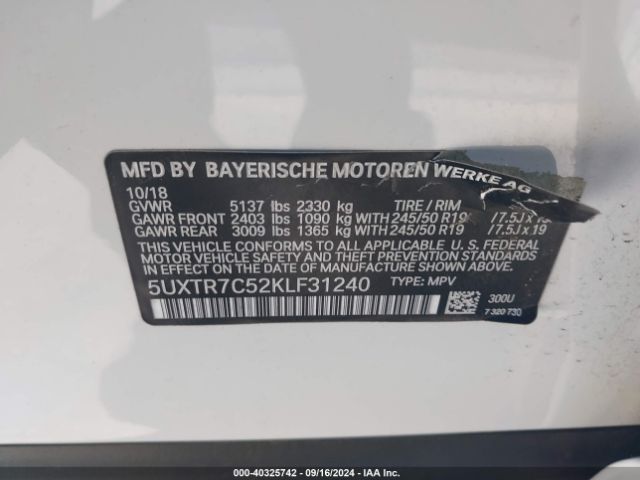 MFD BY BAYERISCHE MOTOREN WERKE AG
10/18
GVWR 5137 lbs 2330 kg TIRE / RIM
GAWR FRONT 2403 lbs 1090 kg WITH 245/50 R19 /7.5J x
GAWR REAR 3009 lbs 1365 kg WITH 245/50 R19 /7.5J x 19
THIS VEHICLE CONFORMS TO ALL APPLICABLE U. S. FEDERAL
MOTOR VEHICLE SAFETY AND THEFT PREVENTION STANDARDS
IN EFFECT ON THE DATE OF MANUFACTURE SHOWN ABOVE.
5UXTR7C52KLF31240 TYPE: MPV
300U
7 320 730
© - 40325742 - 09/16/2024 - IAA Copart